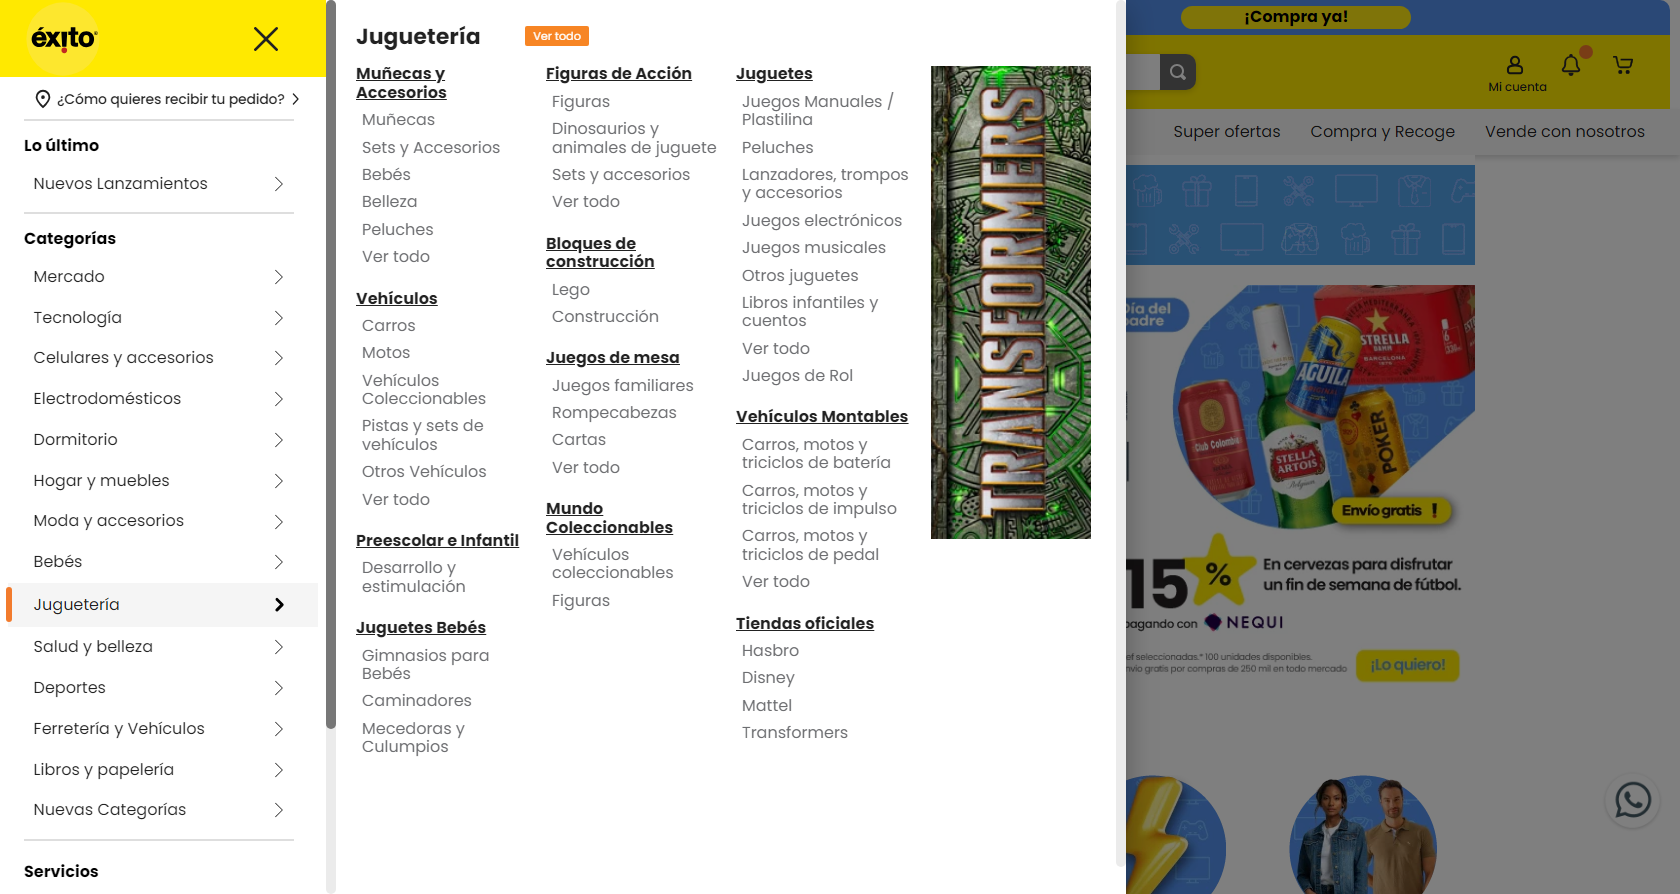 éxito
¿Cómo quieres recibir tu pedido?
Lo último
Nuevos Lanzamientos
Categorías
Mercado
Tecnología
Celulares y accesorios
Electrodomésticos
Dormitorio
Hogar y muebles
Moda y accesorios
Bebés
Juguetería
Salud y belleza
Deportes
Ferretería y Vehículos
Libros y papelería
Nuevas Categorías
Servicios
Juguetería
Ver todo
Muñecas y
Accesorios
Muñecas
Sets y Accesorios
Bebés
Belleza
Peluches
Ver todo
Vehículos
Carros
Motos
Vehículos
Coleccionables
Pistas y sets de
vehículos
Otros Vehículos
Ver todo
Preescolar e Infantil
Desarrollo y
estimulación
Juguetes Bebés
Gimnasios para
Bebés
Caminadores
Mecedoras y
Culumpios
Figuras de Acción
Figuras
Dinosaurios y
animales de juguete
Sets y accesorios
Ver todo
Bloques de
construcción
Lego
Construcción
Juegos de mesa
Juegos familiares
Rompecabezas
Cartas
Ver todo
Mundo
Coleccionables
Vehículos
coleccionables
Figuras
Juguetes
Juegos Manuales /
Plastilina
Peluches
Lanzadores, trompos
y accesorios
Juegos electrónicos
Juegos musicales
Otros juguetes
Libros infantiles y
cuentos
Ver todo
Juegos de Rol
Vehículos Montables
Carros, motos y
triciclos de batería
Carros, motos y
triciclos de impulso
Carros, motos y
triciclos de pedal
Ver todo
Tiendas oficiales
Hasbro
Disney
Mattel
Transformers
TRANSFORMERS
¡Compra ya!
Mi cuenta
Super ofertas
Compra y Recoge
Vende con nosotros
Día del
padre
ESTRELLA
DAMM
BARCELONA
AGUILA
Club Colombia
STELLA
ARTOIS
POKER
Envío gratis !
15 %
En cervezas para disfrutar
un fin de semana de fútbol.
pagando con NEQUI
ef seleccionadas.* 100 unidades disponibles.
nvío gratis por compras de 250 mil en todo mercado
¡Lo quiero!